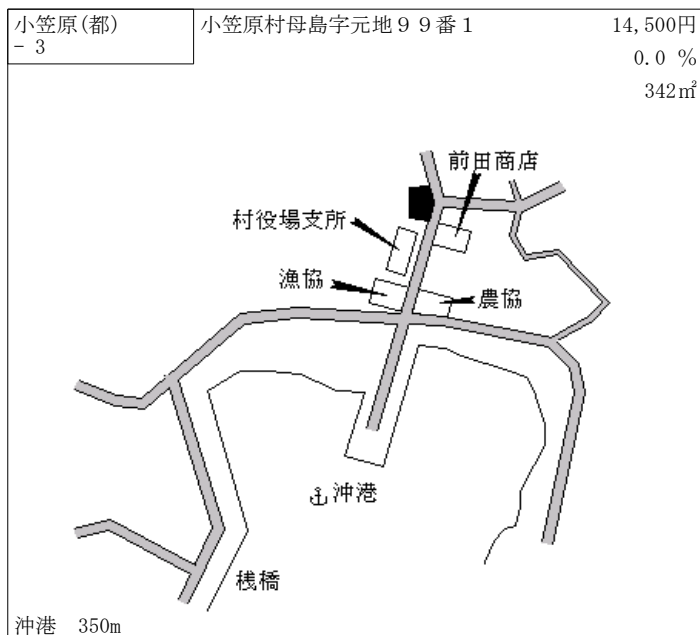 小笠原(都) 小笠原村母島字元地９９番１ 14,500円
- 3 0.0 %
342㎡
前田商店
村役場支所
漁協
農協
沖港
桟橋
沖港 350m